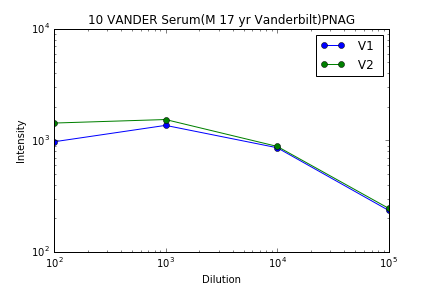 10 VANDER Serum(M 17 yr Vanderbilt)PNAG
V1
V2
Intensity
10^4
10^3
10^2
10^2 10^3 10^4 10^5
Dilution